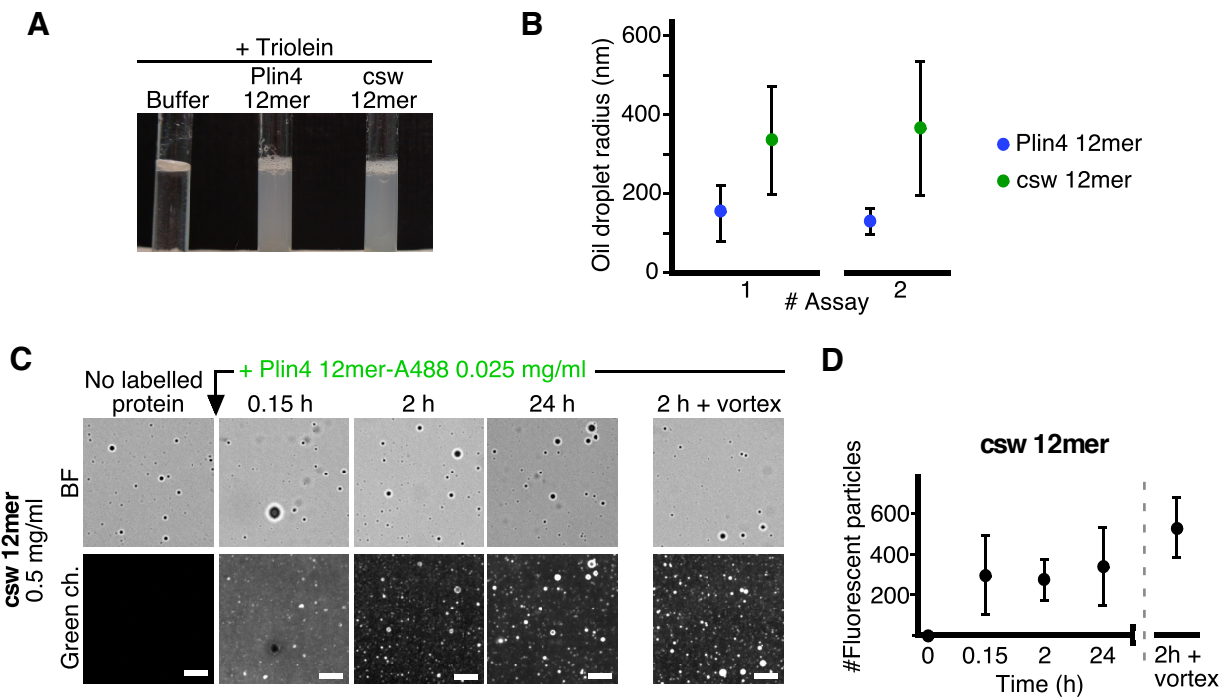 A
+ Triolein
Plin4
12mer
csw
12mer
Buffer
B
Oil droplet radius (nm)
600
400
200
0
1
2
# Assay
Plin4 12mer
csw 12mer
C
+ Plin4 12mer-A488 0.025 mg/ml
No labelled
protein
0.15 h
2 h
24 h
2 h + vortex
csw 12mer
0.5 mg/ml
BF
Green ch.
D
csw 12mer
#Fluorescent particles
600
400
200
0
0.15
2
24
2h +
vortex
Time (h)